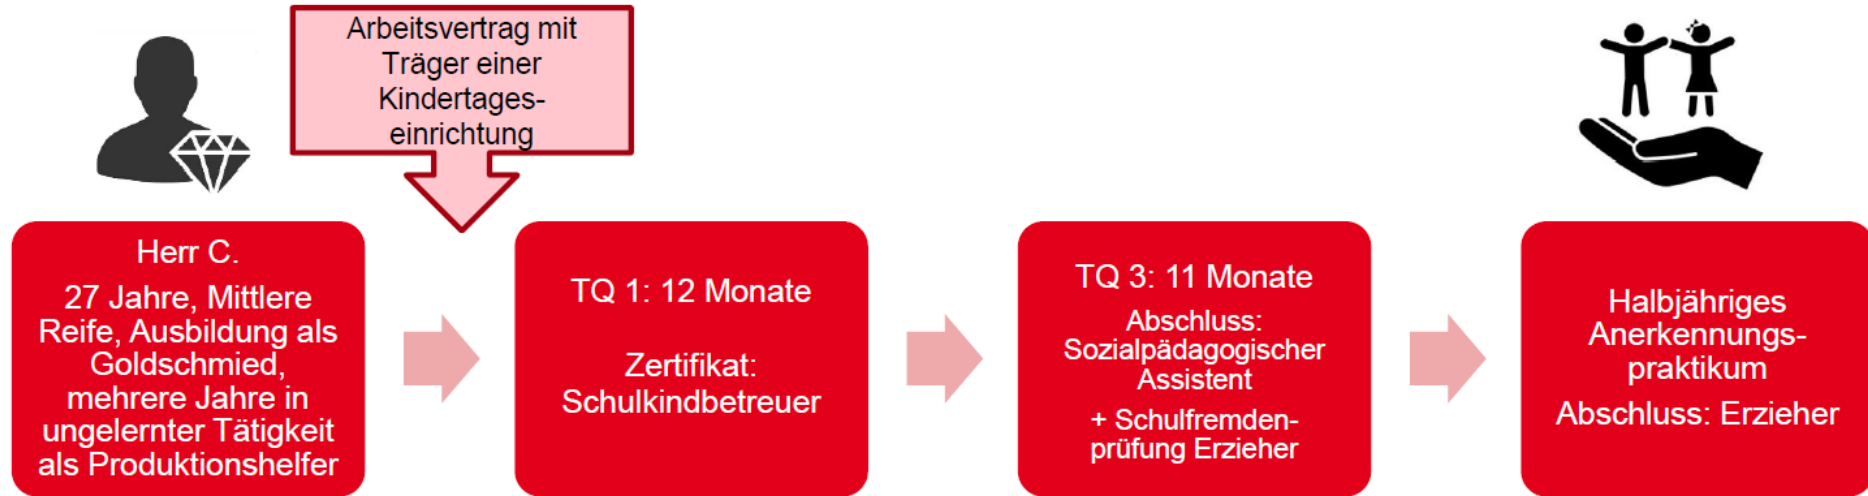 Arbeitsvertrag mit
Träger einer
Kindertages-
einrichtung
Herr C.
27 Jahre, Mittlere
Reife, Ausbildung als
Goldschmied,
mehrere Jahre in
ungelernter Tätigkeit
als Produktionshelfer
TQ 1: 12 Monate
Zertifikat:
Schulkindbetreuer
TQ 3: 11 Monate
Abschluss:
Sozialpädagogischer
Assistent
+ Schulfremden-
prüfung Erzieher
Halbjähriges
Anerkennungs-
praktikum
Abschluss: Erzieher